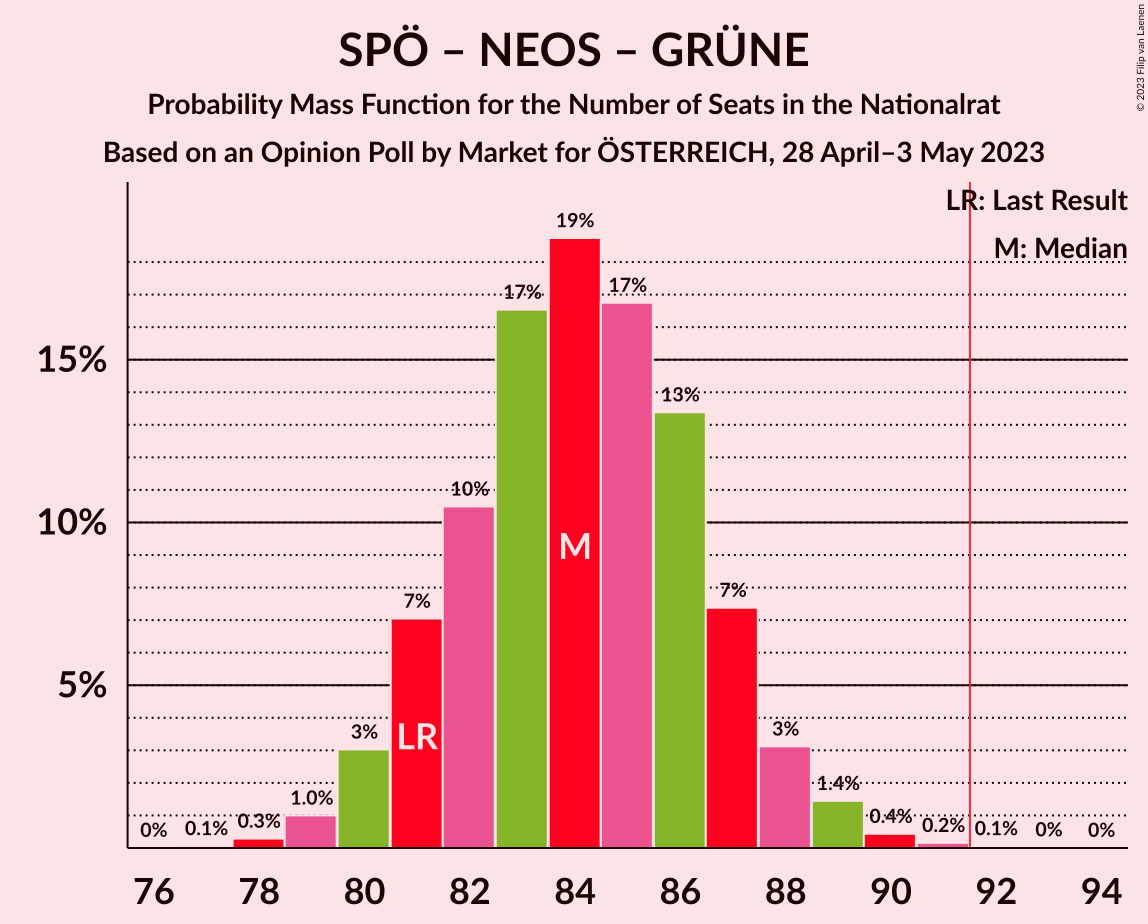 SPÖ – NEOS – GRÜNE
Probability Mass Function for the Number of Seats in the Nationalrat
Based on an Opinion Poll by Market for ÖSTERREICH, 28 April–3 May 2023
© 2023 Filip van Laenen
LR: Last Result
M: Median
15%
10%
5%
0%
0.1%
0.3%
1.0%
3%
7%
10%
17%
19%
17%
13%
7%
3%
1.4%
0.4%
0.2%
0.1%
0%
0%
LR
M
76 78 80 82 84 86 88 90 92 94